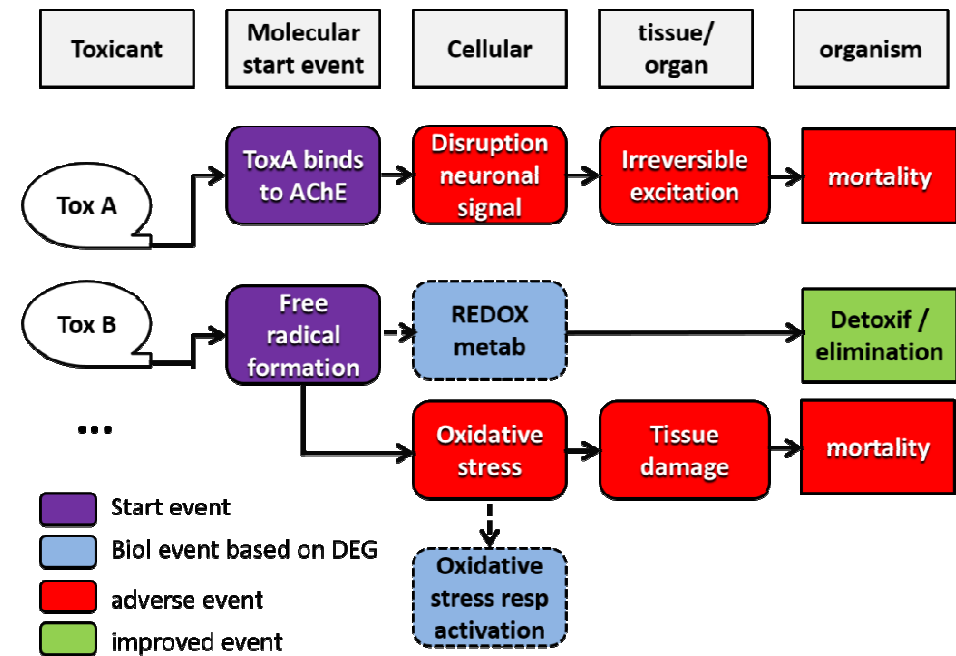 Toxicant
Molecular
start event
Cellular
tissue/
organ
organism
Tox A
ToxA binds
to AChE
Disruption
neuronal
signal
Irreversible
excitation
mortality
Tox B
Free
radical
formation
REDOX
metab
Detoxif /
elimination
...
Oxidative
stress
Tissue
damage
mortality
Start event
Biol event based on DEG
adverse event
improved event
Oxidative
stress resp
activation